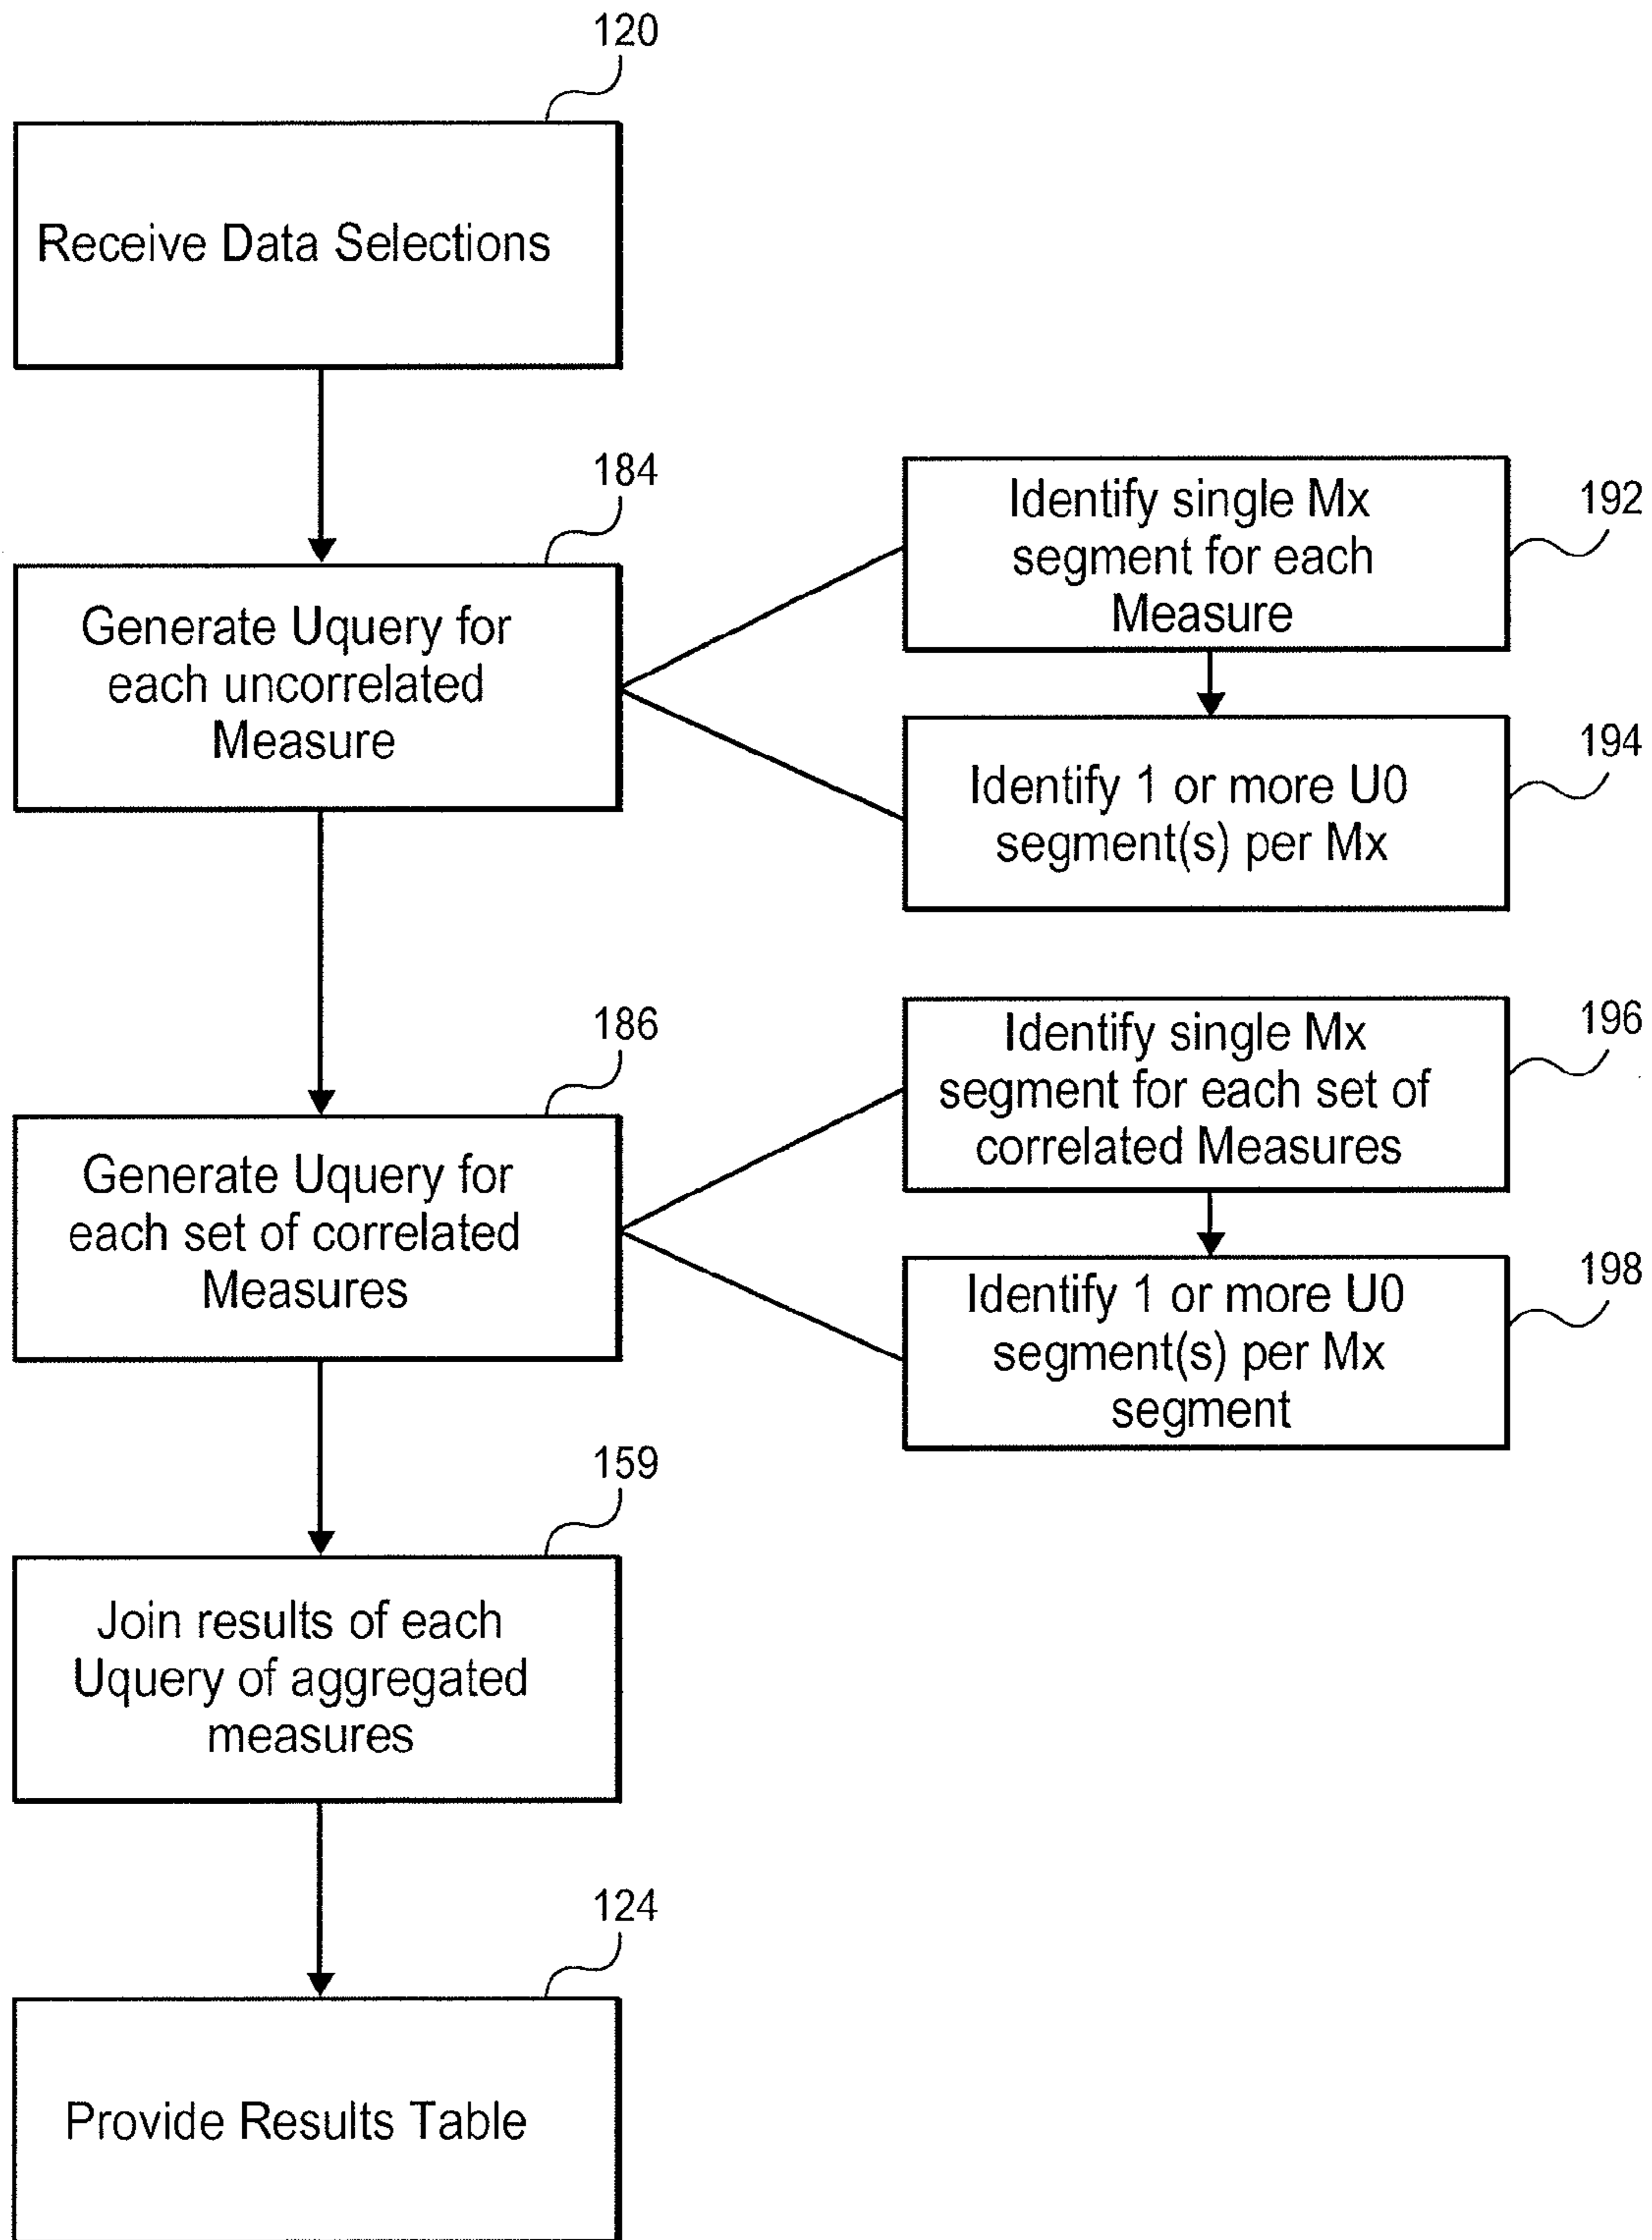 120
Receive Data Selections
184
Generate Uquery for
each uncorrelated
Measure
Identify single Mx
segment for each
Measure
192
Identify 1 or more U0
segment(s) per Mx
194
186
Generate Uquery for
each set of correlated
Measures
Identify single Mx
segment for each set of
correlated Measures
196
Identify 1 or more U0
segment(s) per Mx
segment
198
159
Join results of each
Uquery of aggregated
measures
124
Provide Results Table